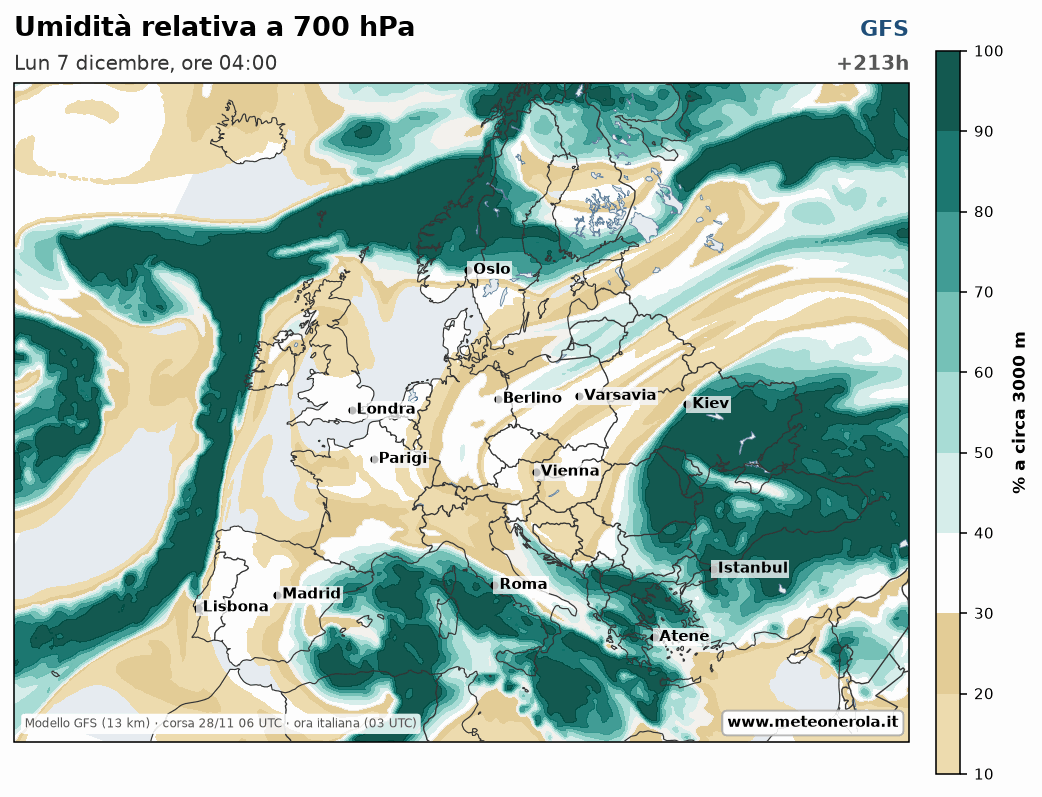 Umidità relativa a 700 hPa
GFS
Lun 7 dicembre, ore 04:00
+213h
100
90
80
70
60
50
40
30
20
10
% a circa 3000 m
Oslo
Berlino
Varsavia
Kiev
Londra
Parigi
Vienna
Istanbul
Roma
Madrid
Lisbona
Atene
Modello GFS (13 km) · corsa 28/11 06 UTC · ora italiana (03 UTC)
www.meteonerola.it